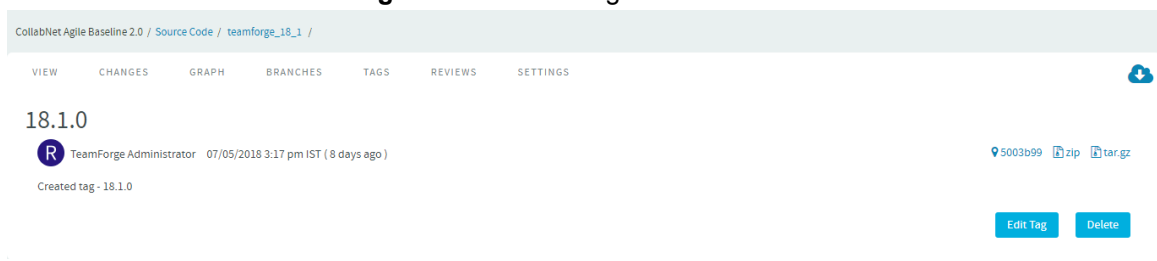 CollabNet Agile Baseline 2.0 / Source Code / teamforge_18_1 /
VIEW CHANGES GRAPH BRANCHES TAGS REVIEWS SETTINGS
18.1.0
R TeamForge Administrator 07/05/2018 3:17 pm IST ( 8 days ago ) 5003b99 zip tar.gz
Created tag - 18.1.0
Edit Tag Delete